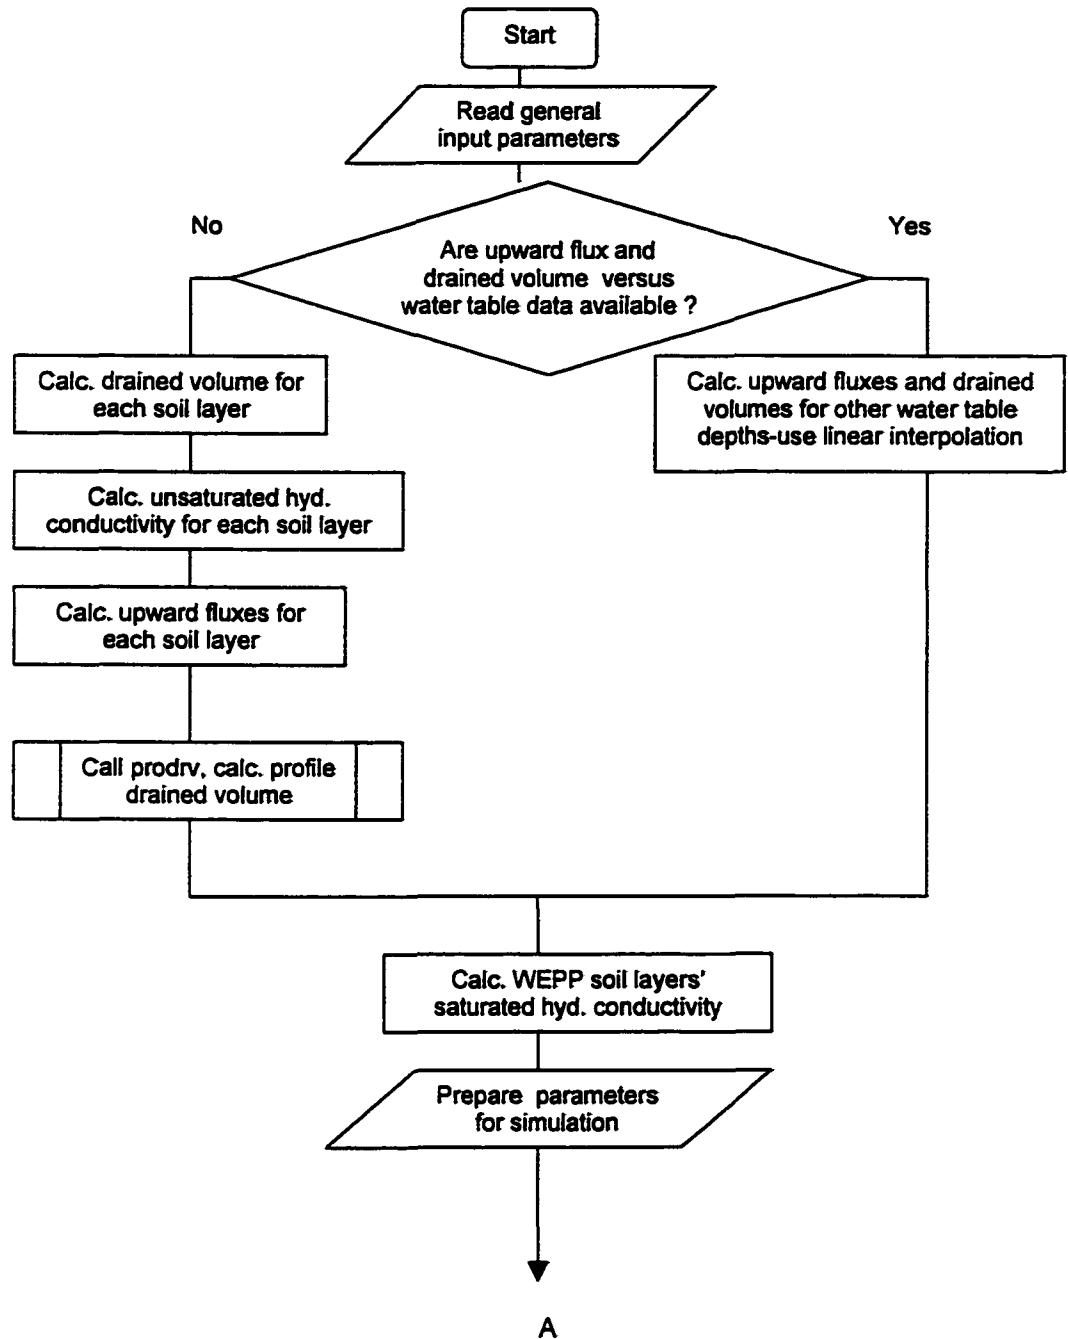 Start
Read general
input parameters
No
Yes
Are upward flux and
drained volume versus
water table data available ?
Calc. drained volume for
each soil layer
Calc. upward fluxes and drained
volumes for other water table
depths-use linear interpolation
Calc. unsaturated hyd.
conductivity for each soil layer
Calc. upward fluxes for
each soil layer
Call prodrv, calc. profile
drained volume
Calc. WEPP soil layers'
saturated hyd. conductivity
Prepare parameters
for simulation
A